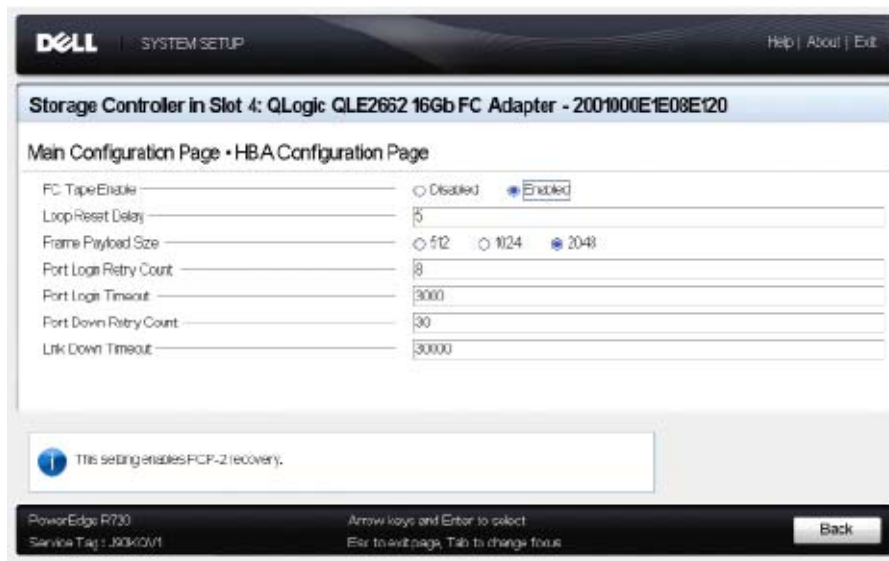 DELL SYSTEM SETUP Help | About | Exit
Storage Controller in Slot 4: QLogic QLE2662 16Gb FC Adapter - 2001000E1E08E120
Main Configuration Page • HBA Configuration Page
FC Tape Enable Disabled Enabled
Loop Reset Delay 5
Frame Payload Size 512 1024 2048
Port Login Retry Count 8
Port Login Timeout 3000
Port Down Retry Count 30
Link Down Timeout 30000
This setting enables FCP-2 recovery.
PowerEdge R730 Arrow keys and Enter to select
Service Tag : Esc to exit page, Tab to change focus Back